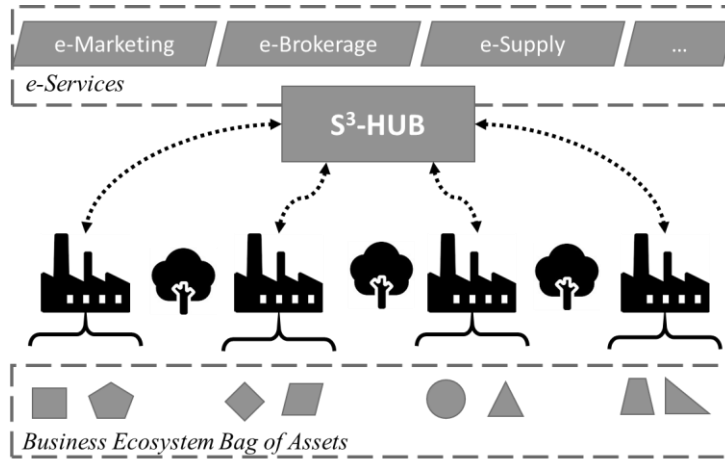 e-Marketing
e-Brokerage
e-Supply
...
e-Services
S³-HUB
Business Ecosystem Bag of Assets